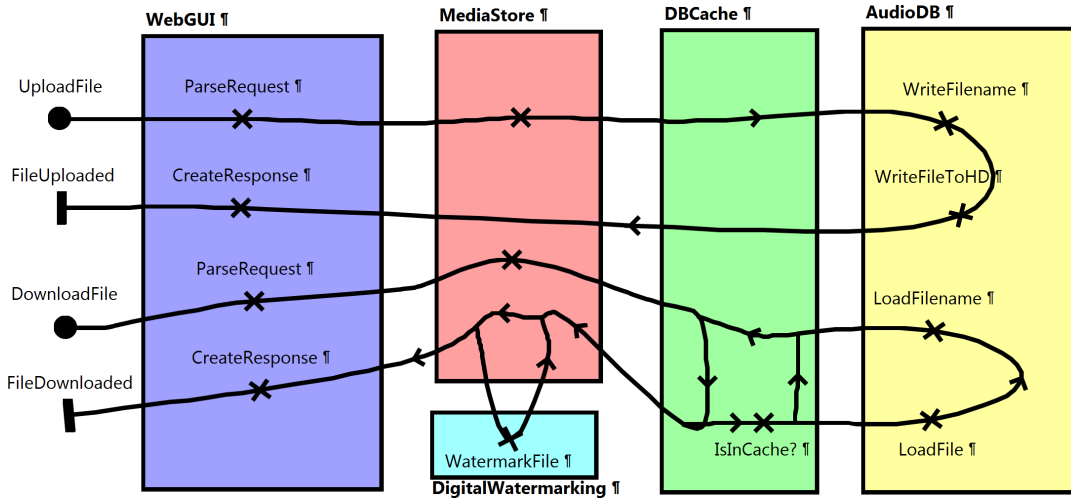 WebGUI ¶
MediaStore ¶
DBCache ¶
AudioDB ¶
UploadFile
ParseRequest ¶
WriteFilename ¶
FileUploaded
CreateResponse ¶
WriteFileToHD ¶
ParseRequest ¶
DownloadFile
LoadFilename ¶
CreateResponse ¶
FileDownloaded
IsInCache? ¶
LoadFile ¶
WatermarkFile ¶
DigitalWatermarking ¶